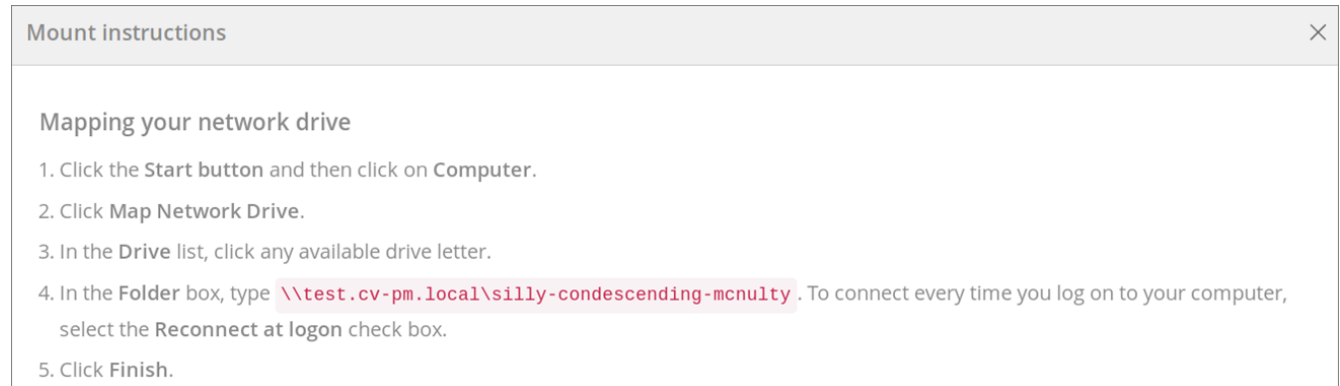 Mount instructions
Mapping your network drive
1. Click the Start button and then click on Computer.
2. Click Map Network Drive.
3. In the Drive list, click any available drive letter.
4. In the Folder box, type \\test.cv-pm.local\silly-condescending-mcnulty. To connect every time you log on to your computer,
select the Reconnect at logon check box.
5. Click Finish.